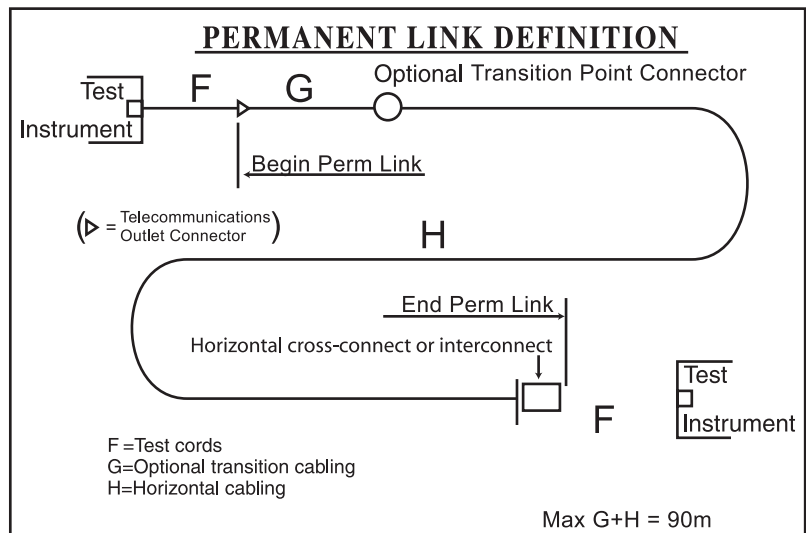 PERMANENT LINK DEFINITION
Optional Transition Point Connector
F
G
Test
Instrument
Begin Perm Link
(▷ = Telecommunications
Outlet Connector)
H
End Perm Link
Horizontal cross-connect or interconnect
Test
Instrument
F
F =Test cords
G=Optional transition cabling
H=Horizontal cabling
Max G+H = 90m